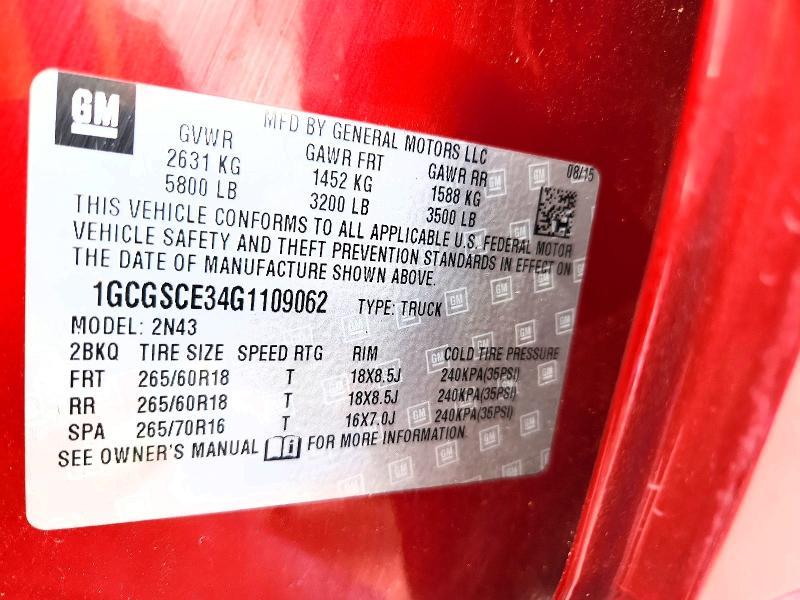 GM
MFD BY GENERAL MOTORS LLC
08/15
GVWR GAWR FRT GAWR RR
2631 KG 1452 KG 1588 KG
5800 LB 3200 LB 3500 LB
THIS VEHICLE CONFORMS TO ALL APPLICABLE U.S. FEDERAL MOTOR
VEHICLE SAFETY AND THEFT PREVENTION STANDARDS IN EFFECT ON
THE DATE OF MANUFACTURE SHOWN ABOVE.
1GCGSCE34G1109062 TYPE: TRUCK
MODEL: 2N43
2BKQ TIRE SIZE SPEED RTG RIM COLD TIRE PRESSURE
FRT 265/60R18 T 18X8.5J 240KPA(35PSI)
RR 265/60R18 T 18X8.5J 240KPA(35PSI)
SPA 265/70R16 T 16X7.0J 240KPA(35PSI)
SEE OWNER'S MANUAL FOR MORE INFORMATION